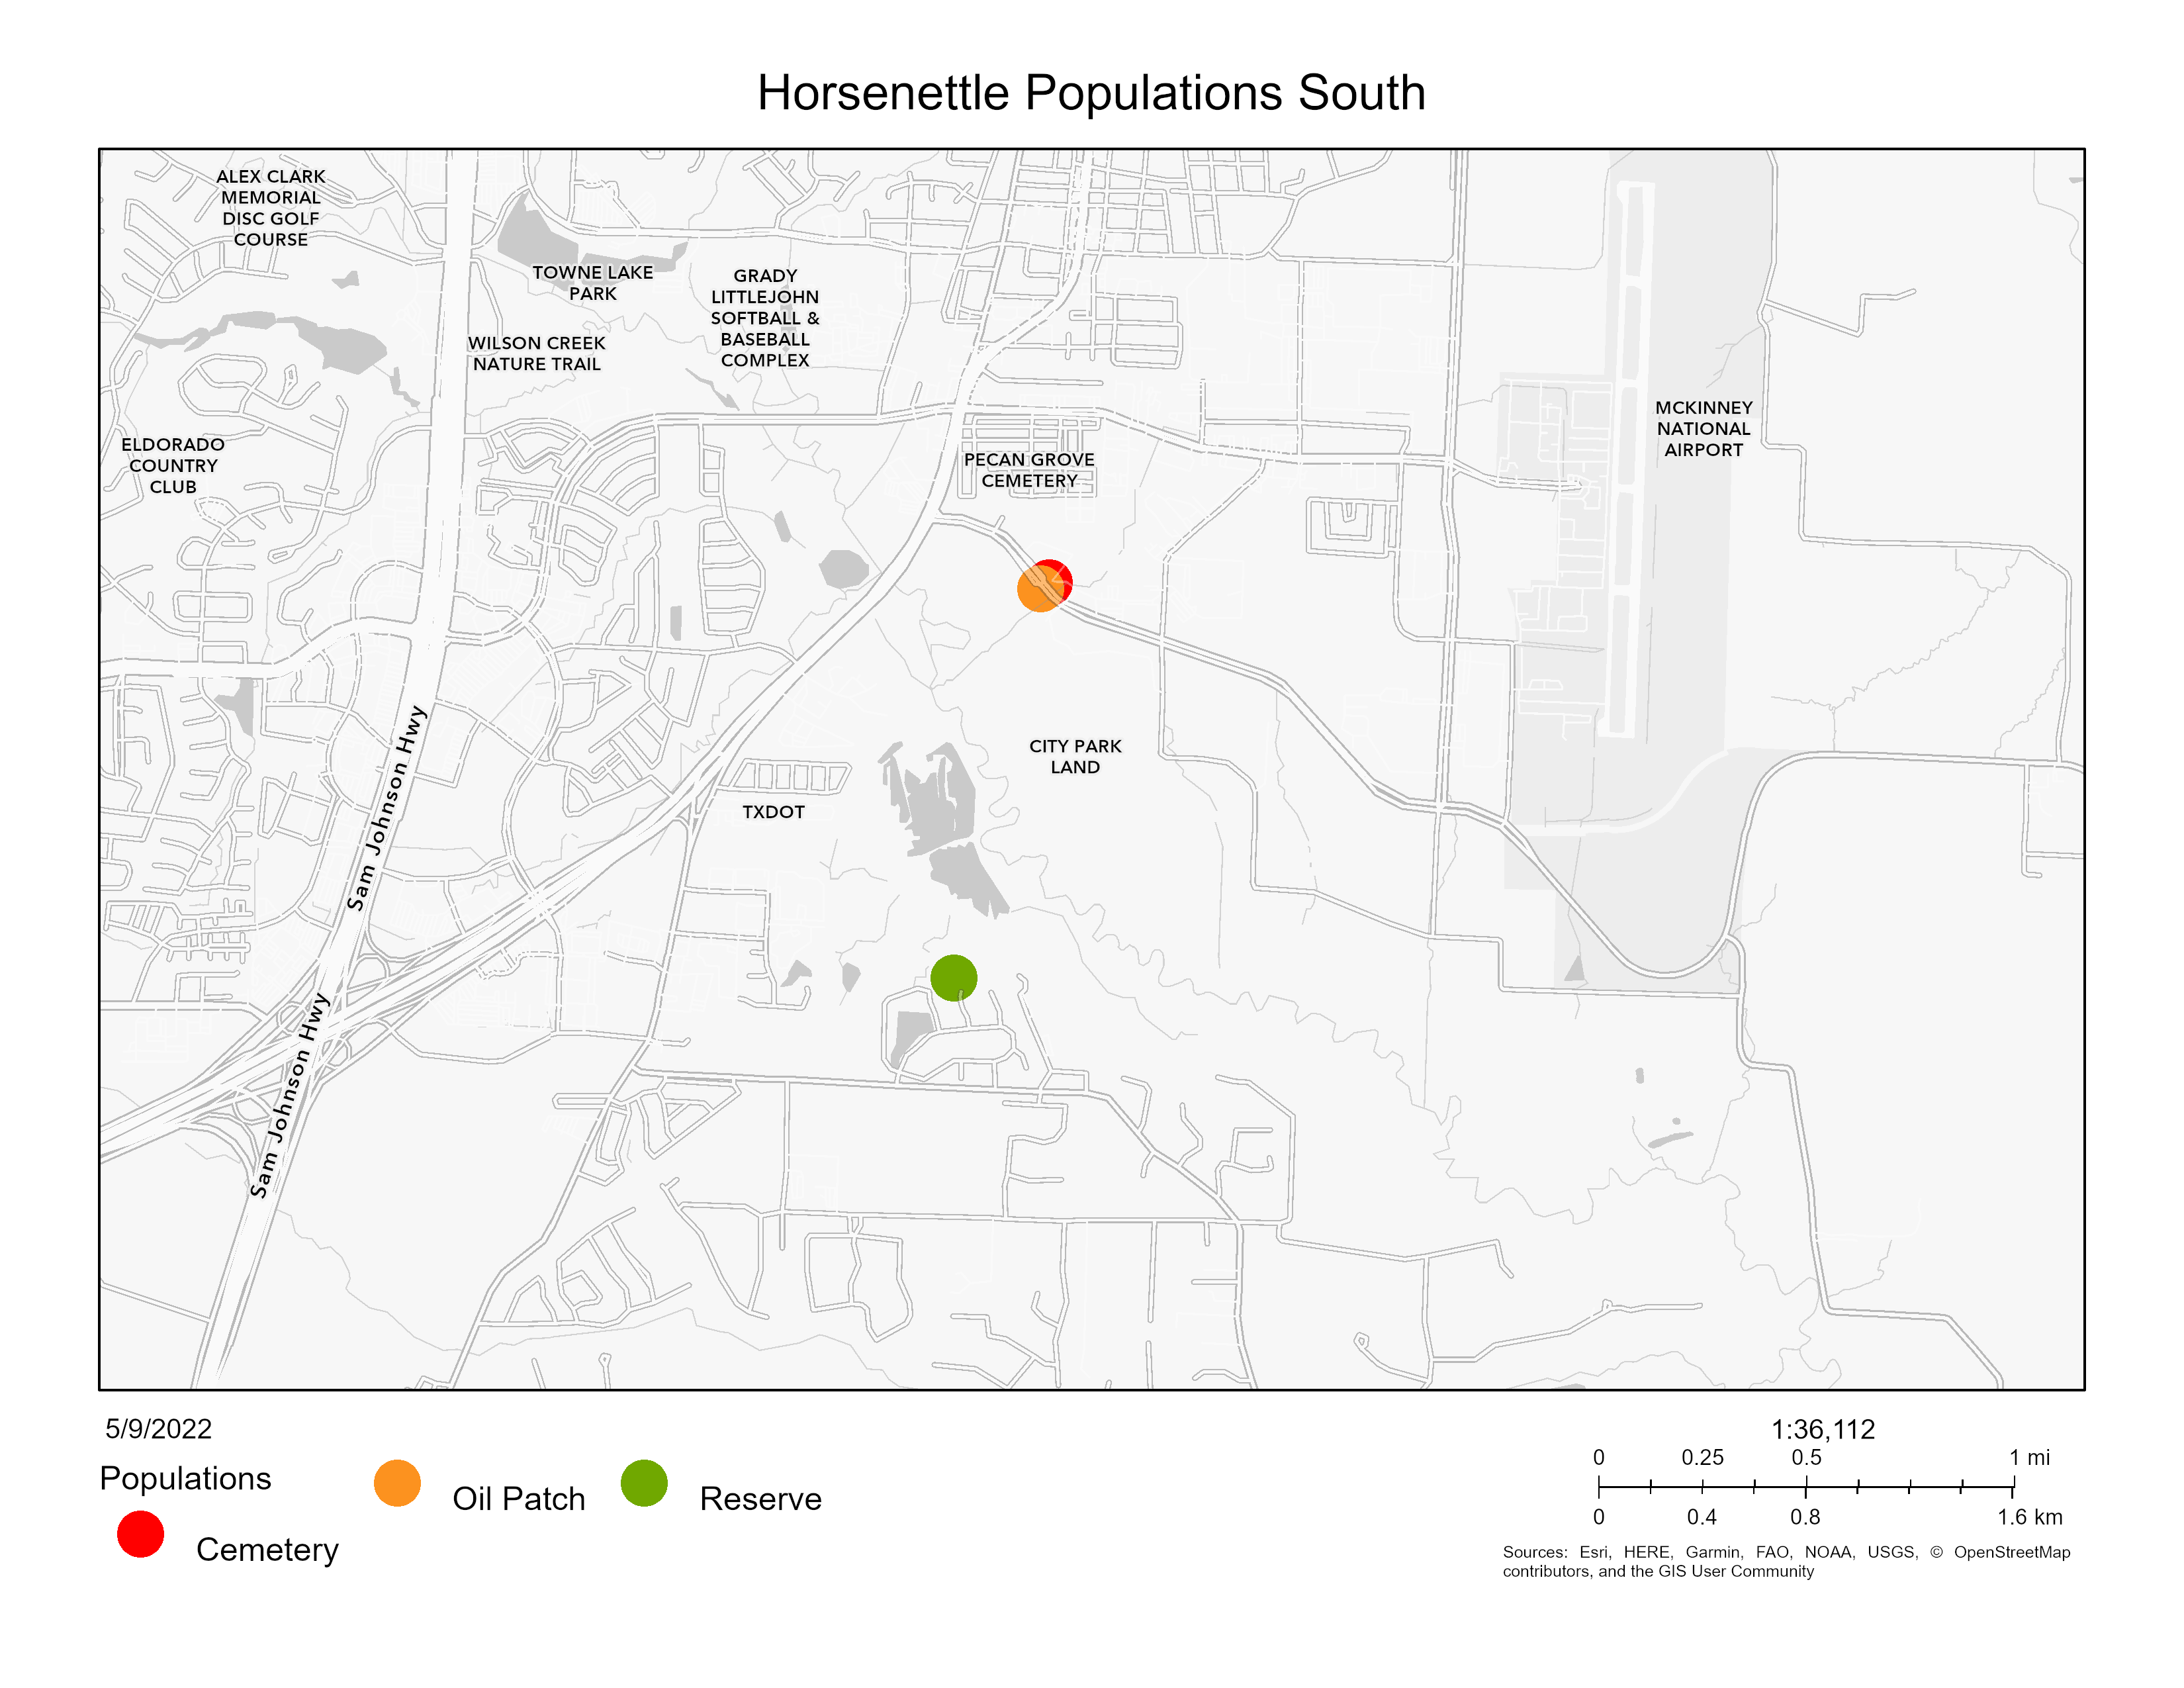 Horsenettle Populations South
ALEX CLARK
MEMORIAL
DISC GOLF
COURSE
TOWNE LAKE
PARK
GRADY
LITTLEJOHN
SOFTBALL &
BASEBALL
COMPLEX
WILSON CREEK
NATURE TRAIL
ELDORADO
COUNTRY
CLUB
PECAN GROVE
CEMETERY
MCKINNEY
NATIONAL
AIRPORT
CITY PARK
LAND
TXDOT
Sam Johnson Hwy
Sam Johnson Hwy
5/9/2022
Populations
Cemetery
Oil Patch
Reserve
1:36,112
0 0.25 0.5 1 mi
0 0.4 0.8 1.6 km
Sources: Esri, HERE, Garmin, FAO, NOAA, USGS, © OpenStreetMap
contributors, and the GIS User Community